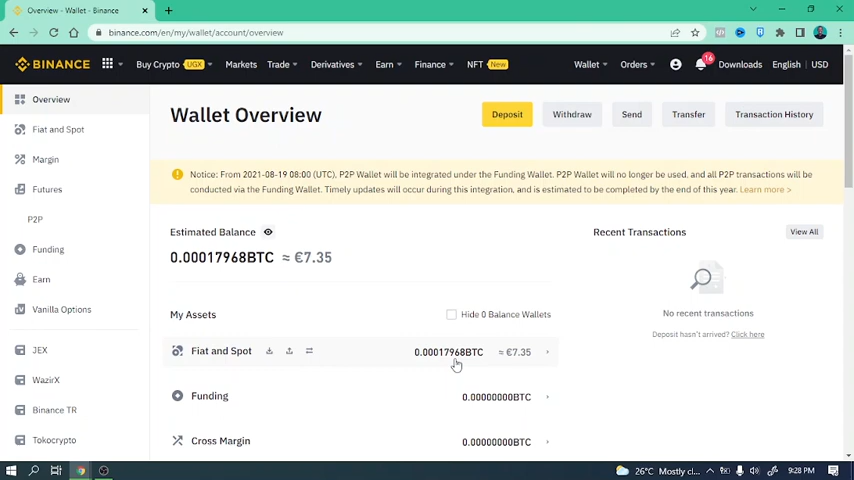 Overview - Wallet - Binance
binance.com/en/my/wallet/account/overview
BINANCE
Buy Crypto UGX
Markets
Trade
Derivatives
Earn
Finance
NFT New
Wallet
Orders
16
Downloads
English | USD
Overview
Fiat and Spot
Margin
Futures
P2P
Funding
Earn
Vanilla Options
JEX
WazirX
Binance TR
Tokocrypto
Wallet Overview
Deposit
Withdraw
Send
Transfer
Transaction History
Notice: From 2021-08-19 08:00 (UTC), P2P Wallet will be integrated under the Funding Wallet. P2P Wallet will no longer be used, and all P2P transactions will be
conducted via the Funding Wallet. Timely updates will occur during this integration, and is estimated to be completed by the end of this year. Learn more >
Estimated Balance
0.00017968BTC ≈ €7.35
My Assets
Hide 0 Balance Wallets
Fiat and Spot
0.00017968BTC ≈ €7.35
Funding
0.00000000BTC
Cross Margin
0.00000000BTC
Recent Transactions
View All
No recent transactions
Deposit hasn't arrived? Click here
26°C Mostly cl...
9:28 PM